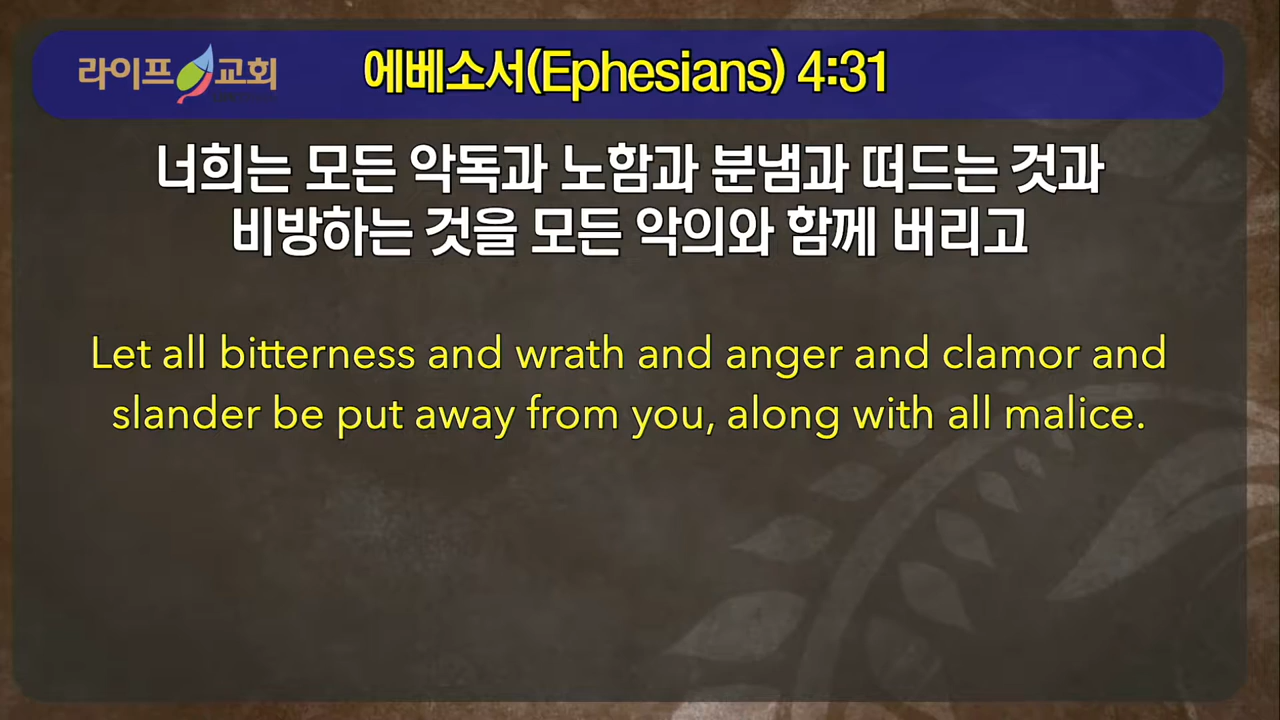 라이프교회
에베소서(Ephesians) 4:31
너희는 모든 악독과 노함과 분냄과 떠드는 것과
비방하는 것을 모든 악의와 함께 버리고
Let all bitterness and wrath and anger and clamor and
slander be put away from you, along with all malice.